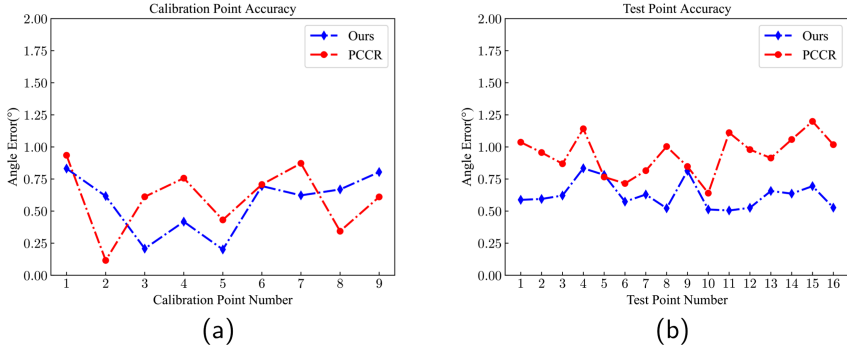 Calibration Point Accuracy
2.00
1.75
1.50
1.25
1.00
0.75
0.50
0.25
0.00
Angle Error(°)
Ours
PCCR
1 2 3 4 5 6 7 8 9
Calibration Point Number
(a)
Test Point Accuracy
2.00
1.75
1.50
1.25
1.00
0.75
0.50
0.25
0.00
Angle Error(°)
Ours
PCCR
1 2 3 4 5 6 7 8 9 10 11 12 13 14 15 16
Test Point Number
(b)